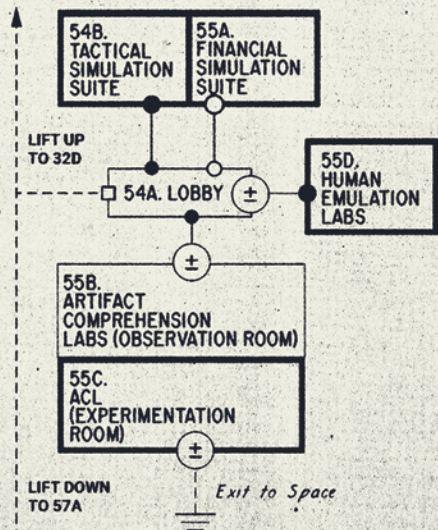 54B.
TACTICAL
SIMULATION
SUITE
55A.
FINANCIAL
SIMULATION
SUITE
LIFT UP
TO 32D
54A. LOBBY
±
55D.
HUMAN
EMULATION
LABS
±
55B.
ARTIFACT
COMPREHENSION
LABS (OBSERVATION ROOM)
55C.
ACL
(EXPERIMENTATION
ROOM)
±
LIFT DOWN
TO 57A
Exit to Space